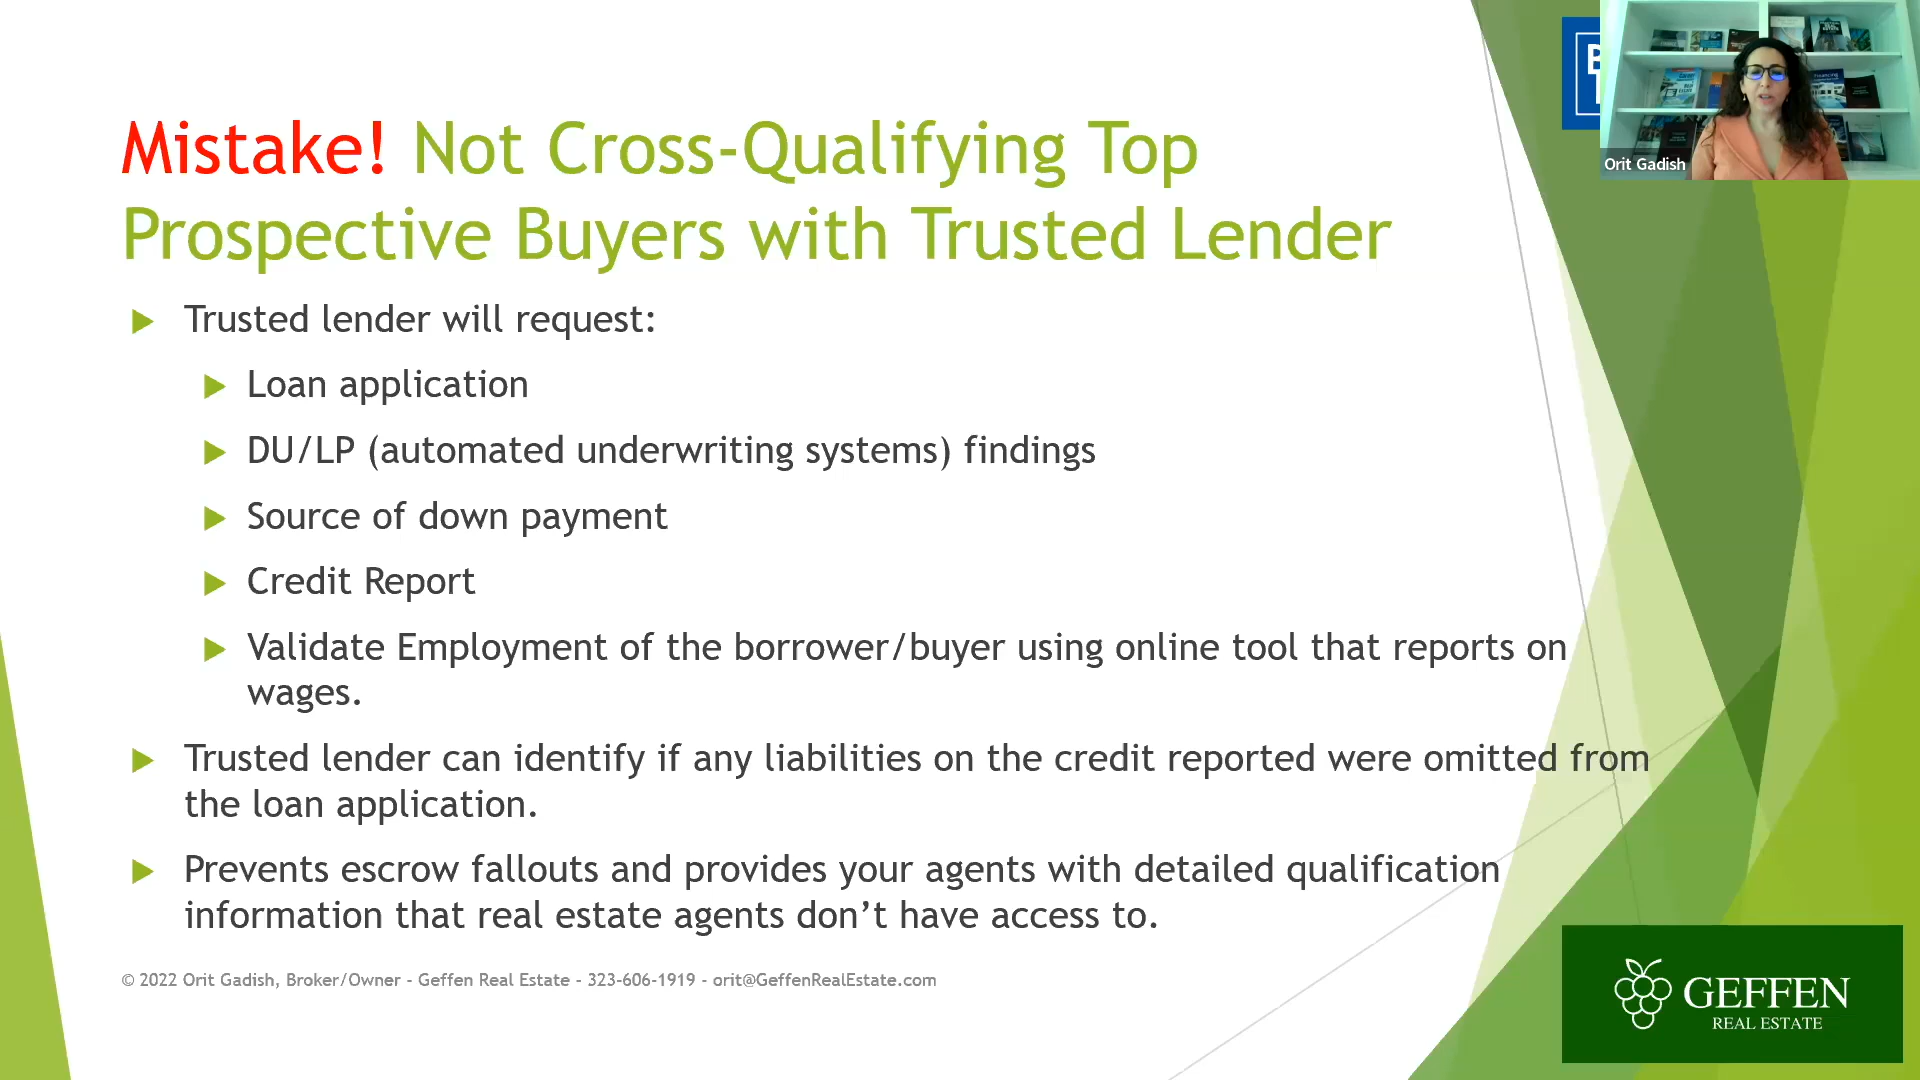 Mistake! Not Cross-Qualifying Top
Prospective Buyers with Trusted Lender
Trusted lender will request:
Loan application
DU/LP (automated underwriting systems) findings
Source of down payment
Credit Report
Validate Employment of the borrower/buyer using online tool that reports on
wages.
Trusted lender can identify if any liabilities on the credit reported were omitted from
the loan application.
Prevents escrow fallouts and provides your agents with detailed qualification
information that real estate agents don’t have access to.
© 2022 Orit Gadish, Broker/Owner - Geffen Real Estate - 323-606-1919 - orit@GeffenRealEstate.com
Orit Gadish
GEFFEN
REAL ESTATE